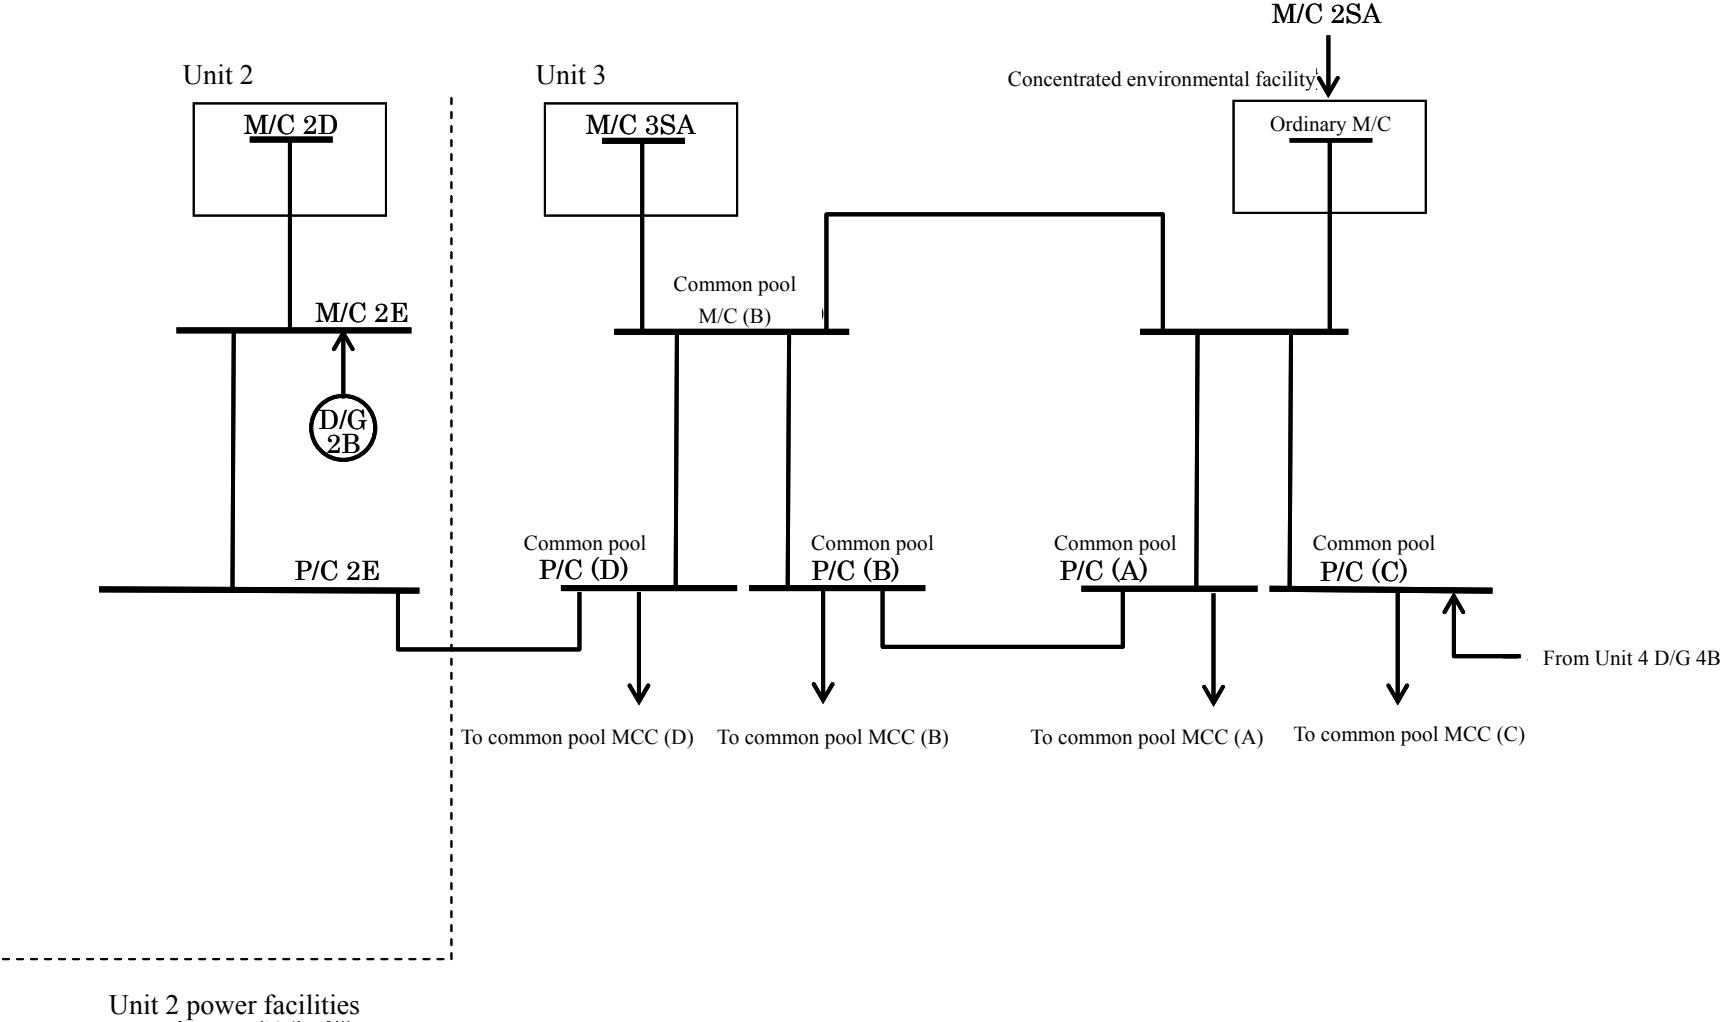 M/C 2SA
Unit 2
Unit 3
Concentrated environmental facility
M/C 2D
M/C 3SA
Ordinary M/C
Common pool
M/C (B)
M/C 2E
D/G
2B
Common pool
P/C (D)
Common pool
P/C (B)
Common pool
P/C (A)
Common pool
P/C (C)
P/C 2E
From Unit 4 D/G 4B
To common pool MCC (D)
To common pool MCC (B)
To common pool MCC (A)
To common pool MCC (C)
Unit 2 power facilities